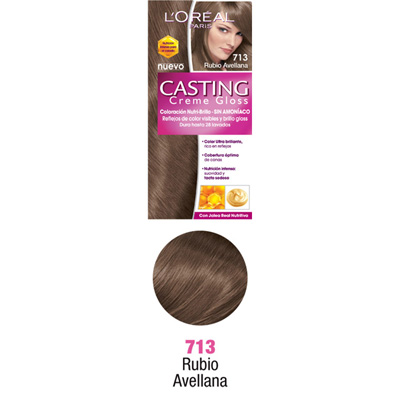 L'ORÉAL
PARIS
713
Rubio Avellana
nuevo
CASTING
Creme Gloss
Coloración Nutri-Brillo - SIN AMONÍACO
Reflejos de color visibles y brillo gloss
Dura hasta 28 lavados
• Color Ultra brillante,
rico en reflejos
• Cobertura óptima
de canas
• Nutrición intensa:
suavidad y
tacto sedoso
Con Jalea Real Nutritiva
713
Rubio
Avellana